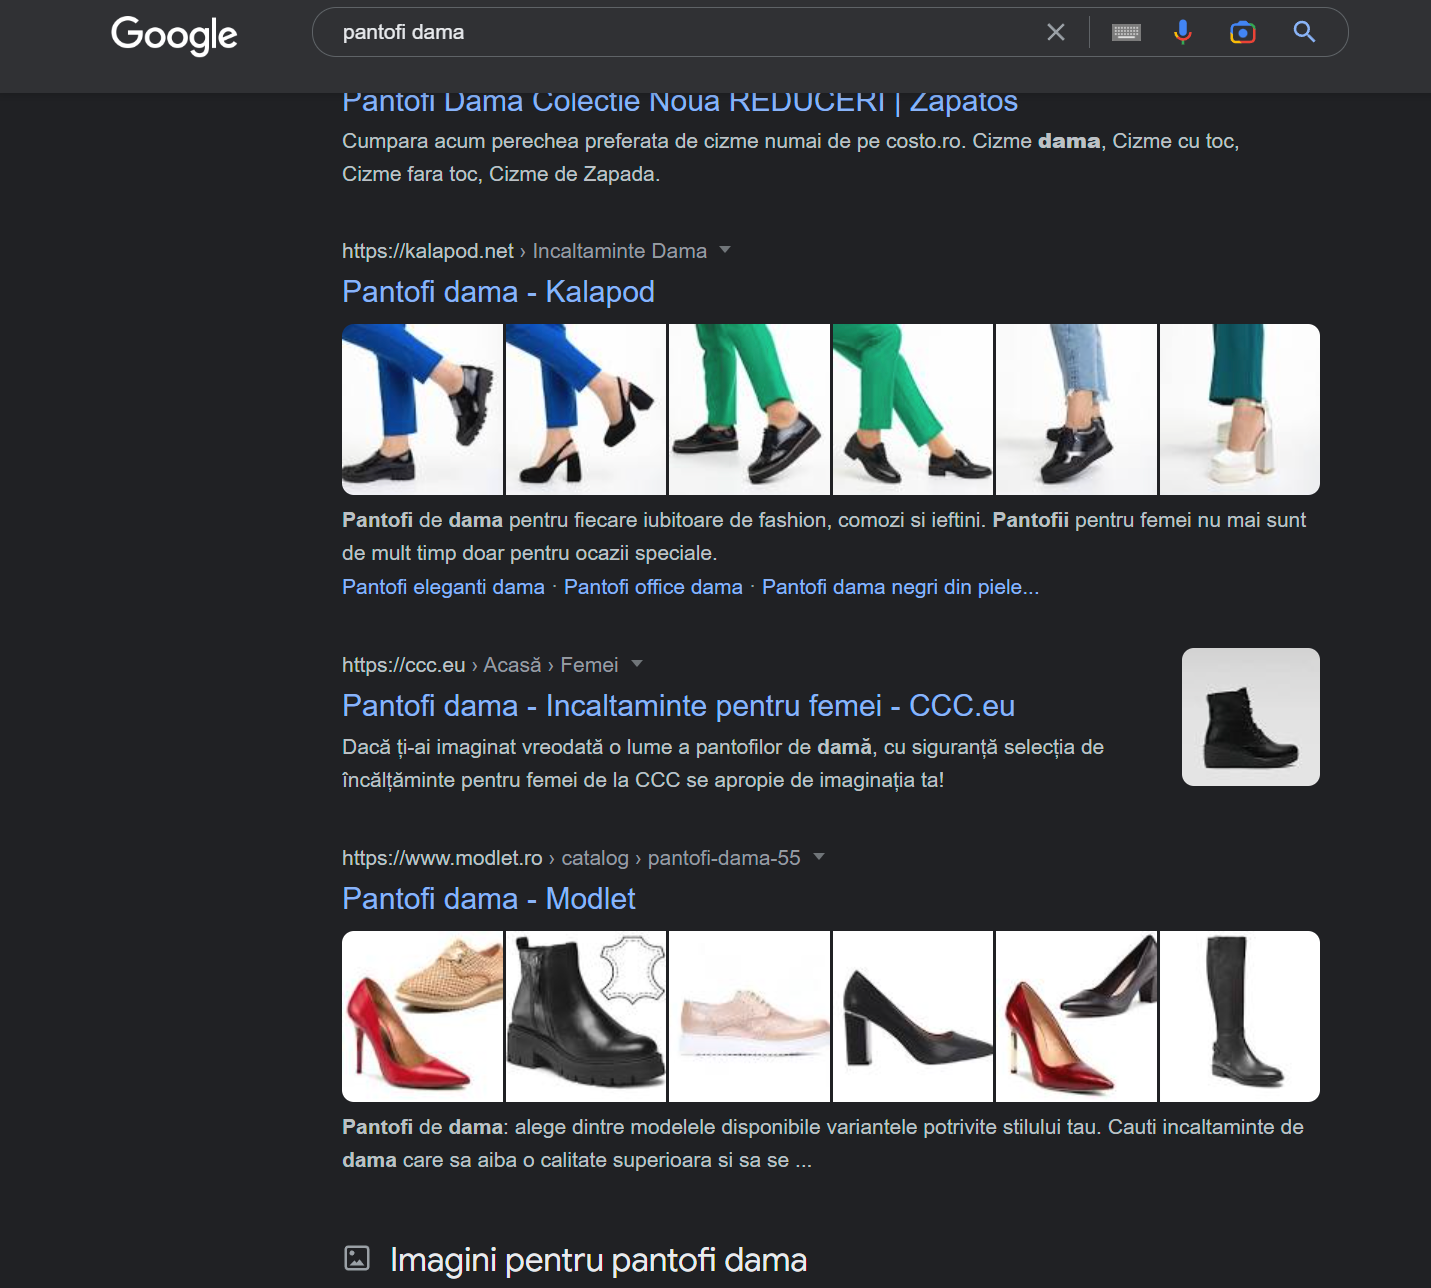 Google
pantofi dama
Pantofi Dama Colectie Noua REDUCERI | Zapatos
Cumpara acum perechea preferata de cizme numai de pe costo.ro. Cizme dama, Cizme cu toc,
Cizme fara toc, Cizme de Zapada.
https://kalapod.net › Incaltaminte Dama
Pantofi dama - Kalapod
Pantofi de dama pentru fiecare iubitoare de fashion, comozi si ieftini. Pantofii pentru femei nu mai sunt
de mult timp doar pentru ocazii speciale.
Pantofi eleganti dama · Pantofi office dama · Pantofi dama negri din piele...
https://ccc.eu › Acasă › Femei
Pantofi dama - Incaltaminte pentru femei - CCC.eu
Dacă ți-ai imaginat vreodată o lume a pantofilor de damă, cu siguranță selecția de
încălțăminte pentru femei de la CCC se apropie de imaginația ta!
https://www.modlet.ro › catalog › pantofi-dama-55
Pantofi dama - Modlet
Pantofi de dama: alege dintre modelele disponibile variantele potrivite stilului tau. Cauti incaltaminte de
dama care sa aiba o calitate superioara si sa se ...
Imagini pentru pantofi dama